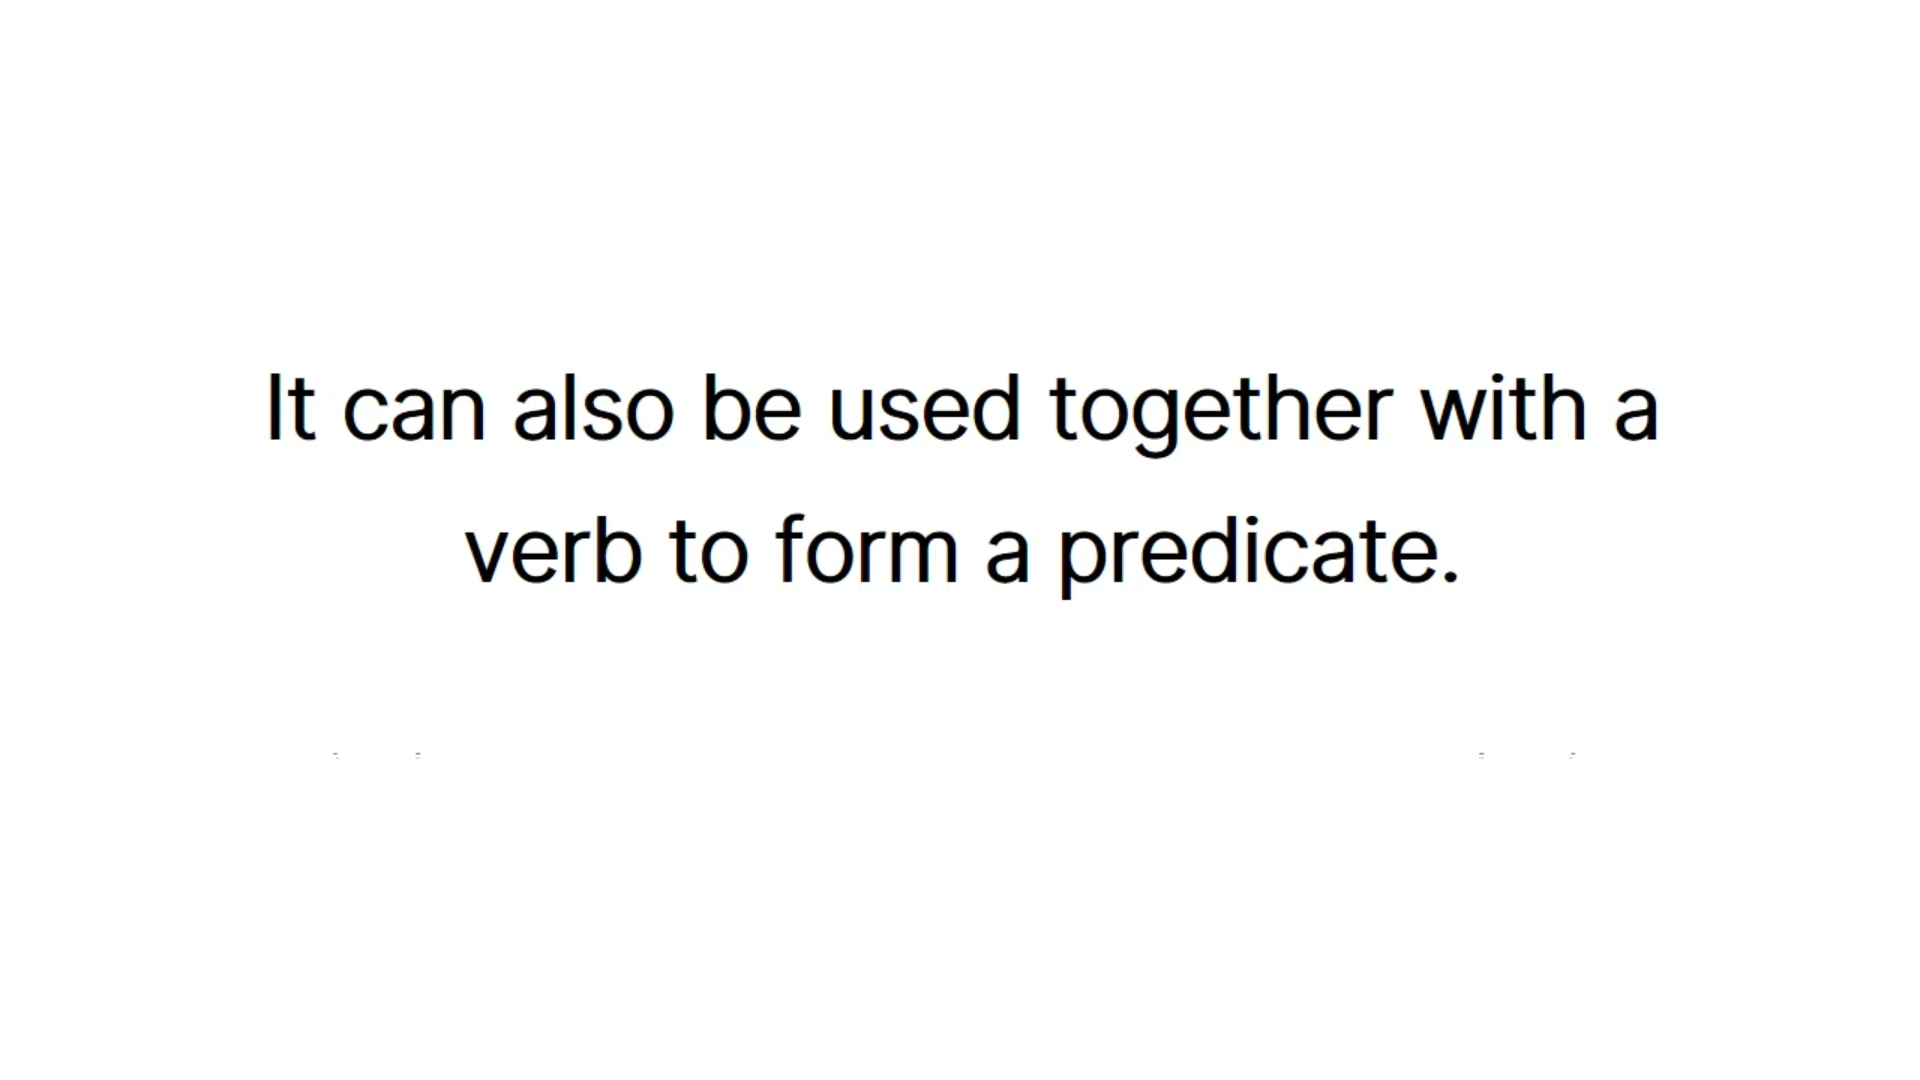 It can also be used together with a
verb to form a predicate.